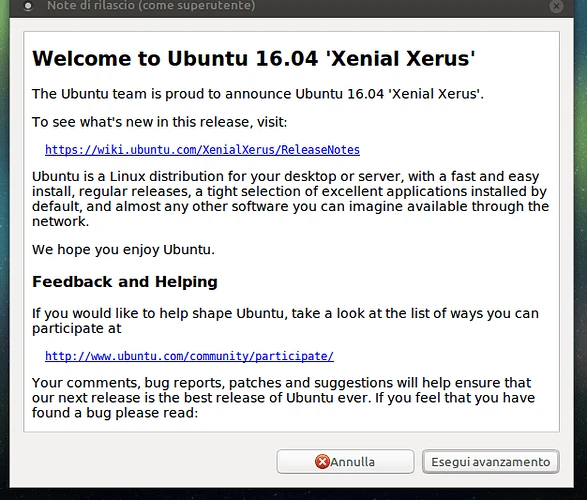 Note di rilascio (come superutente)
Welcome to Ubuntu 16.04 'Xenial Xerus'
The Ubuntu team is proud to announce Ubuntu 16.04 'Xenial Xerus'.
To see what's new in this release, visit:
https://wiki.ubuntu.com/XenialXerus/ReleaseNotes
Ubuntu is a Linux distribution for your desktop or server, with a fast and easy
install, regular releases, a tight selection of excellent applications installed by
default, and almost any other software you can imagine available through the
network.
We hope you enjoy Ubuntu.
Feedback and Helping
If you would like to help shape Ubuntu, take a look at the list of ways you can
participate at
http://www.ubuntu.com/community/participate/
Your comments, bug reports, patches and suggestions will help ensure that
our next release is the best release of Ubuntu ever. If you feel that you have
found a bug please read:
Annulla
Esegui avanzamento